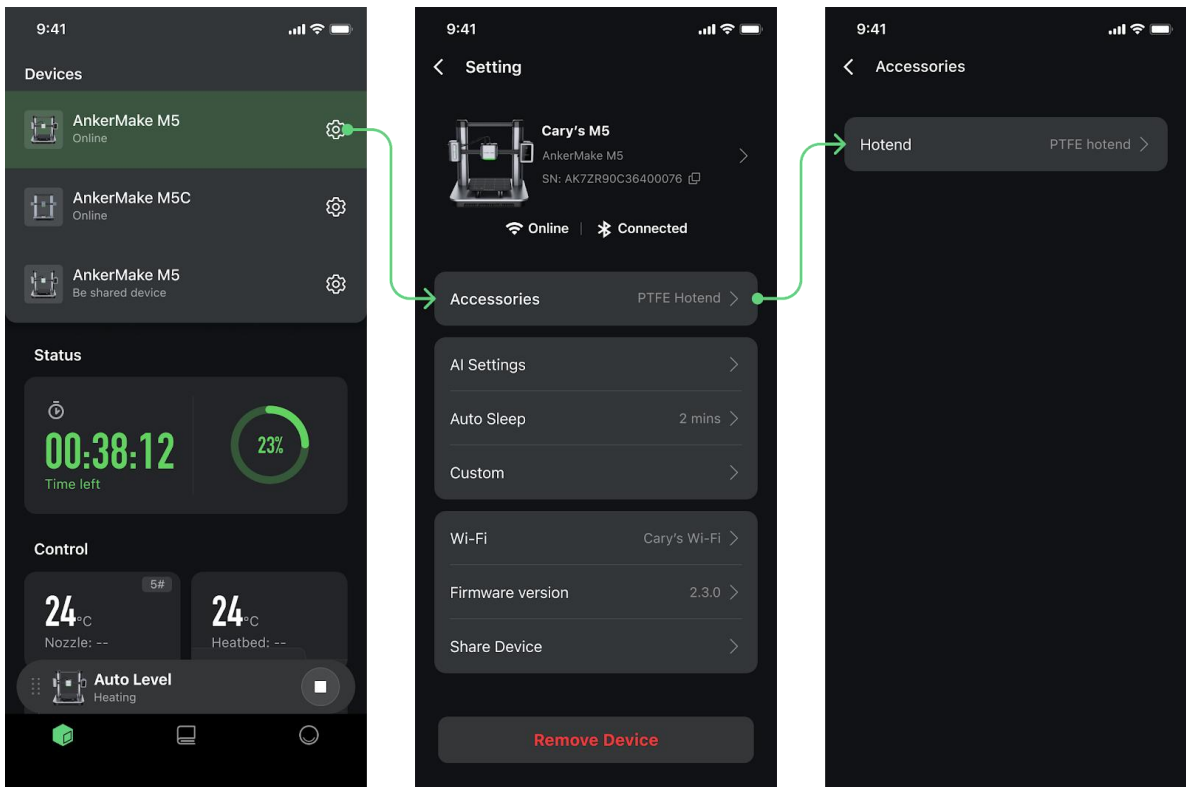 9:41
Devices
AnkerMake M5
Online
AnkerMake M5C
Online
AnkerMake M5
Be shared device
Status
00:38:12
Time left
23%
Control
5#
24°C
Nozzle: --
24°C
Heatbed: --
Auto Level
Heating
9:41
Setting
Cary's M5
AnkerMake M5
SN: AK7ZR90C36400076
Online
Connected
Accessories PTFE Hotend
AI Settings
Auto Sleep 2 mins
Custom
Wi-Fi Cary's Wi-Fi
Firmware version 2.3.0
Share Device
Remove Device
9:41
Accessories
Hotend PTFE hotend